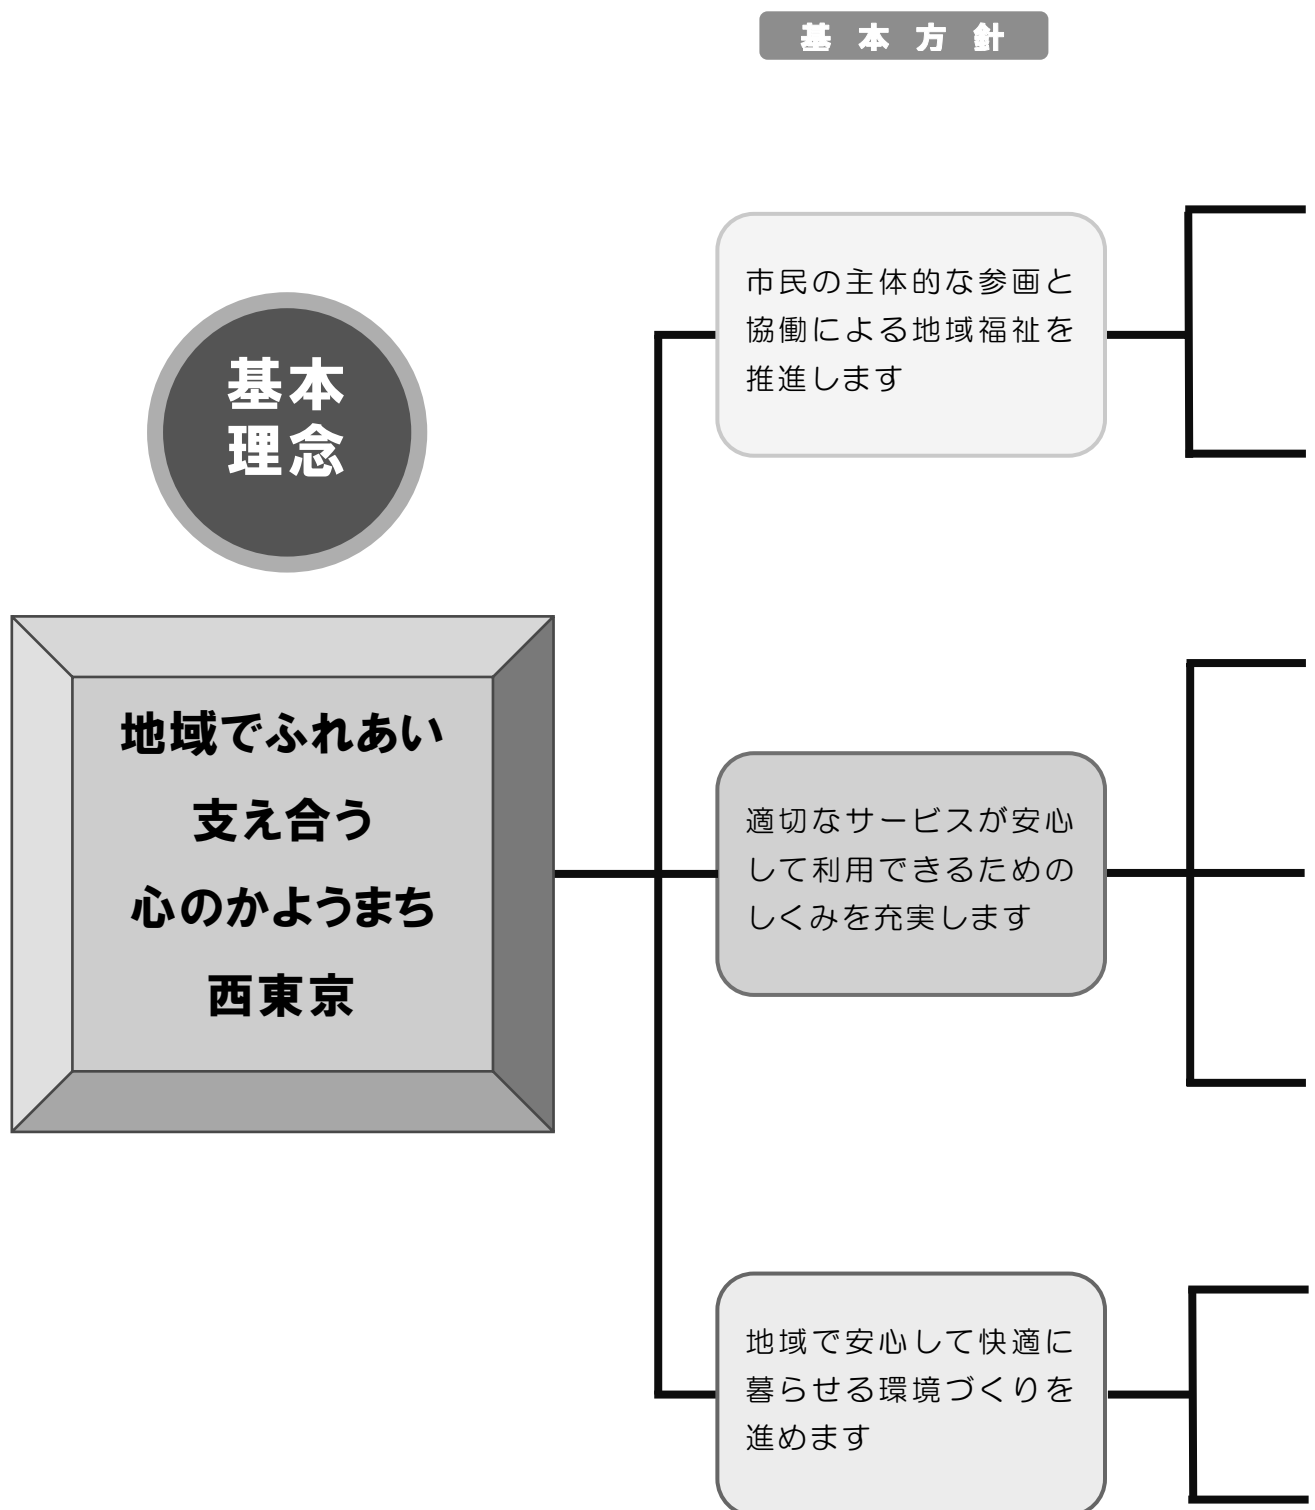 基本方針
市民の主体的な参画と
協働による地域福祉を
推進します
基本
理念
地域でふれあい
支え合う
心のかようまち
西東京
適切なサービスが安心
して利用できるための
しくみを充実します
地域で安心して快適に
暮らせる環境づくりを
進めます